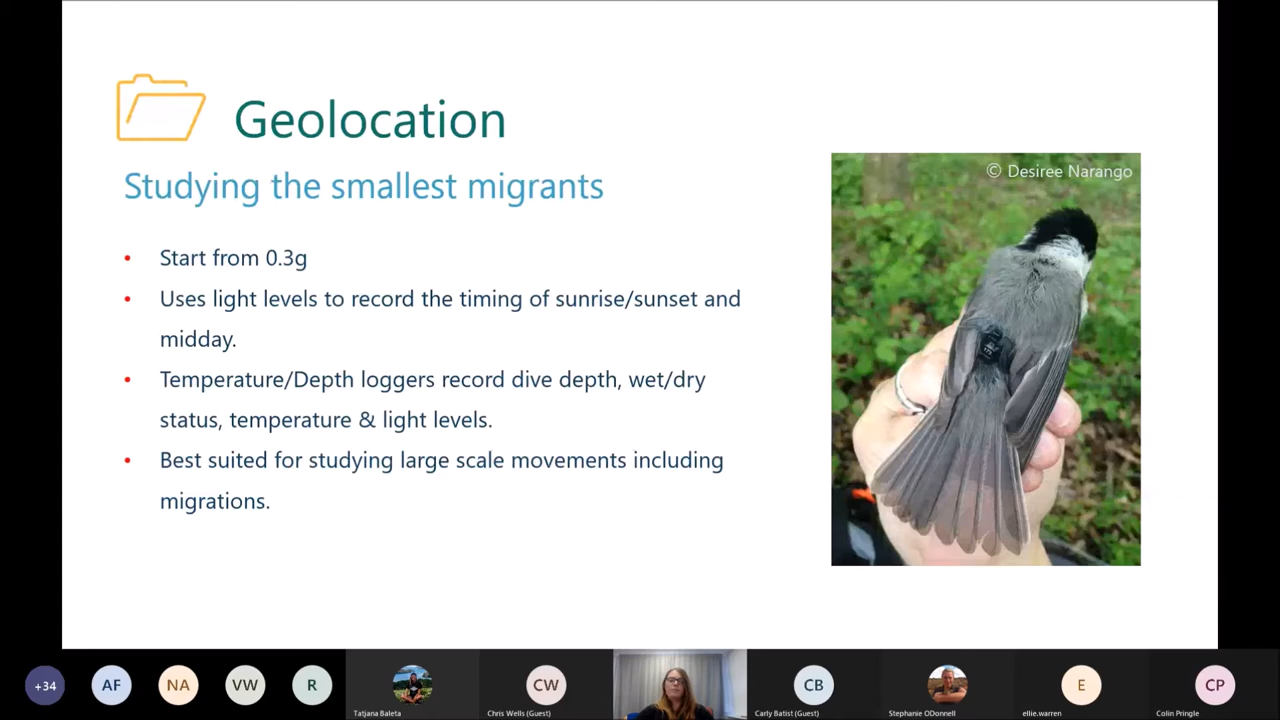 © Desiree Narango
Geolocation
Studying the smallest migrants
• Start from 0.3g
• Uses light levels to record the timing of sunrise/sunset and
midday.
• Temperature/Depth loggers record dive depth, wet/dry
status, temperature & light levels.
• Best suited for studying large scale movements including
migrations.
+34
AF
NA
VW
R
CW
CB
E
CP
Tatjana Baleta
Chris Wells (Guest)
Carly Batist (Guest)
Stephanie ODonnell
ellie.warren
Colin Pringle